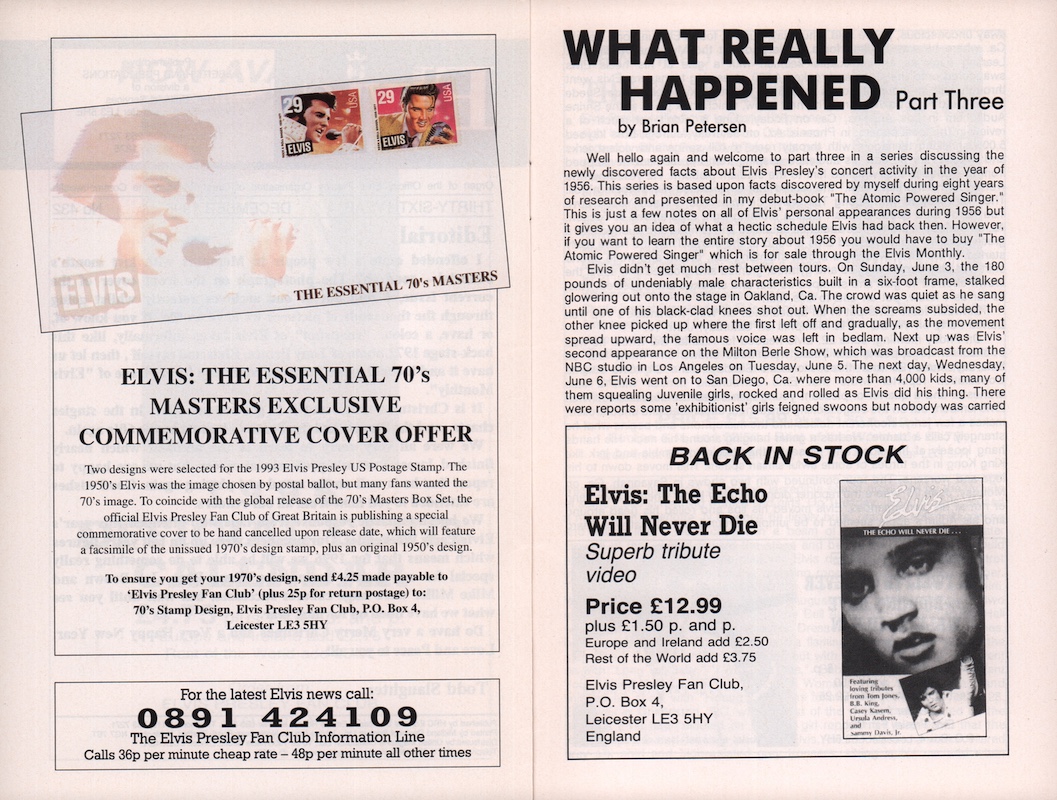 29
USA
ELVIS
29
USA
ELVIS
ELVIS
THE ESSENTIAL 70's MASTERS
ELVIS: THE ESSENTIAL 70's
MASTERS EXCLUSIVE
COMMEMORATIVE COVER OFFER
Two designs were selected for the 1993 Elvis Presley US Postage Stamp. The
1950's Elvis was the image chosen by postal ballot, but many fans wanted the
70's image. To coincide with the global release of the 70's Masters Box Set, the
official Elvis Presley Fan Club of Great Britain is publishing a special
commemorative cover to be hand cancelled upon release date, which will feature
a facsimile of the unissued 1970's design stamp, plus an original 1950's design.
To ensure you get your 1970's design, send £4.25 made payable to
'Elvis Presley Fan Club' (plus 25p for return postage) to:
70's Stamp Design, Elvis Presley Fan Club, P.O. Box 4,
Leicester LE3 5HY
For the latest Elvis news call:
0891 424109
The Elvis Presley Fan Club Information Line
Calls 36p per minute cheap rate – 48p per minute all other times
WHAT REALLY
HAPPENED Part Three
by Brian Petersen
Well hello again and welcome to part three in a series discussing the
newly discovered facts about Elvis Presley's concert activity in the year of
1956. This series is based upon facts discovered by myself during eight years
of research and presented in my debut-book "The Atomic Powered Singer."
This is just a few notes on all of Elvis' personal appearances during 1956 but
it gives you an idea of what a hectic schedule Elvis had back then. However,
if you want to learn the entire story about 1956 you would have to buy "The
Atomic Powered Singer" which is for sale through the Elvis Monthly.
Elvis didn't get much rest between tours. On Sunday, June 3, the 180
pounds of undeniably male characteristics built in a six-foot frame, stalked
glowering out onto the stage in Oakland, Ca. The crowd was quiet as he sang
until one of his black-clad knees shot out. When the screams subsided, the
other knee picked up where the first left off and gradually, as the movement
spread upward, the famous voice was left in bedlam. Next up was Elvis'
second appearance on the Milton Berle Show, which was broadcast from the
NBC studio in Los Angeles on Tuesday, June 5. The next day, Wednesday,
June 6, Elvis went on to San Diego, Ca. where more than 4,000 kids, many of
them squealing Juvenile girls, rocked and rolled as Elvis did his thing. There
were reports some 'exhibitionist' girls feigned swoons but nobody was carried
BACK IN STOCK
Elvis: The Echo
Will Never Die
Superb tribute
video
Price £12.99
plus £1.50 p. and p.
Europe and Ireland add £2.50
Rest of the World add £3.75
Elvis Presley Fan Club,
P.O. Box 4,
Leicester LE3 5HY
England
Elvis
THE ECHO WILL NEVER DIE . . .
Featuring
loving tributes
from Tom Jones,
B.B. King,
Casey Kasem,
Ursula Andress,
and
Sammy Davis, Jr.